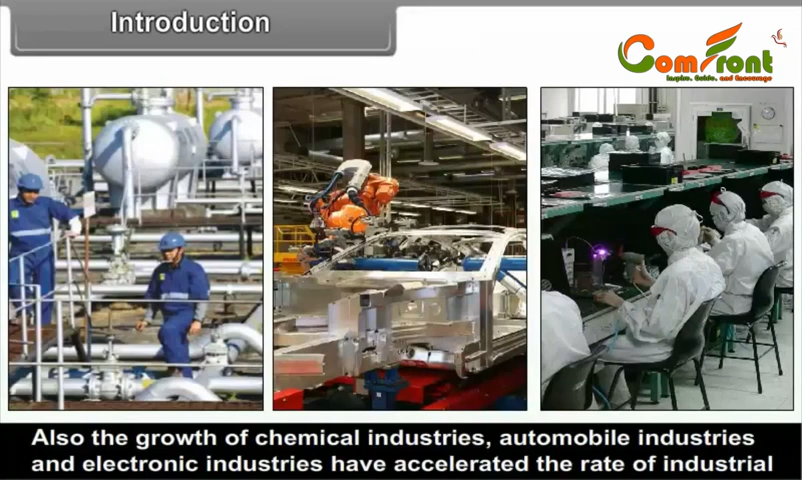 Introduction
Comfront
Inspire, Guide, and Encourage
Also the growth of chemical industries, automobile industries
and electronic industries have accelerated the rate of industrial